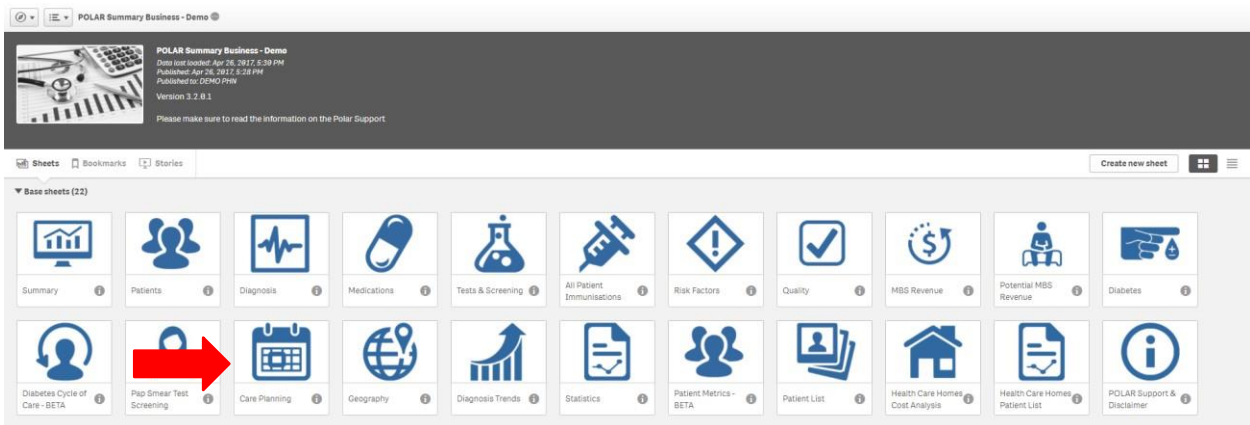 POLAR Summary Business - Demo
POLAR Summary Business - Demo
Data last loaded: Apr 26, 2017, 5:39 PM
Published: Apr 26, 2017, 5:28 PM
Published to: DEMO PHN
Version 3.2.0.1
Please make sure to read the information on the Polar Support
Sheets Bookmarks Stories Create new sheet
Base sheets (22)
Summary
Patients
Diagnosis
Medications
Tests & Screening
All Patient
Immunisations
Risk Factors
Quality
MBS Revenue
Potential MBS
Revenue
Diabetes
Diabetes Cycle of
Care - BETA
Pap Smear Test
Screening
Care Planning
Geography
Diagnosis Trends
Statistics
Patient Metrics -
BETA
Patient List
Health Care Homes
Cost Analysis
Health Care Homes
Patient List
POLAR Support &
Disclaimer